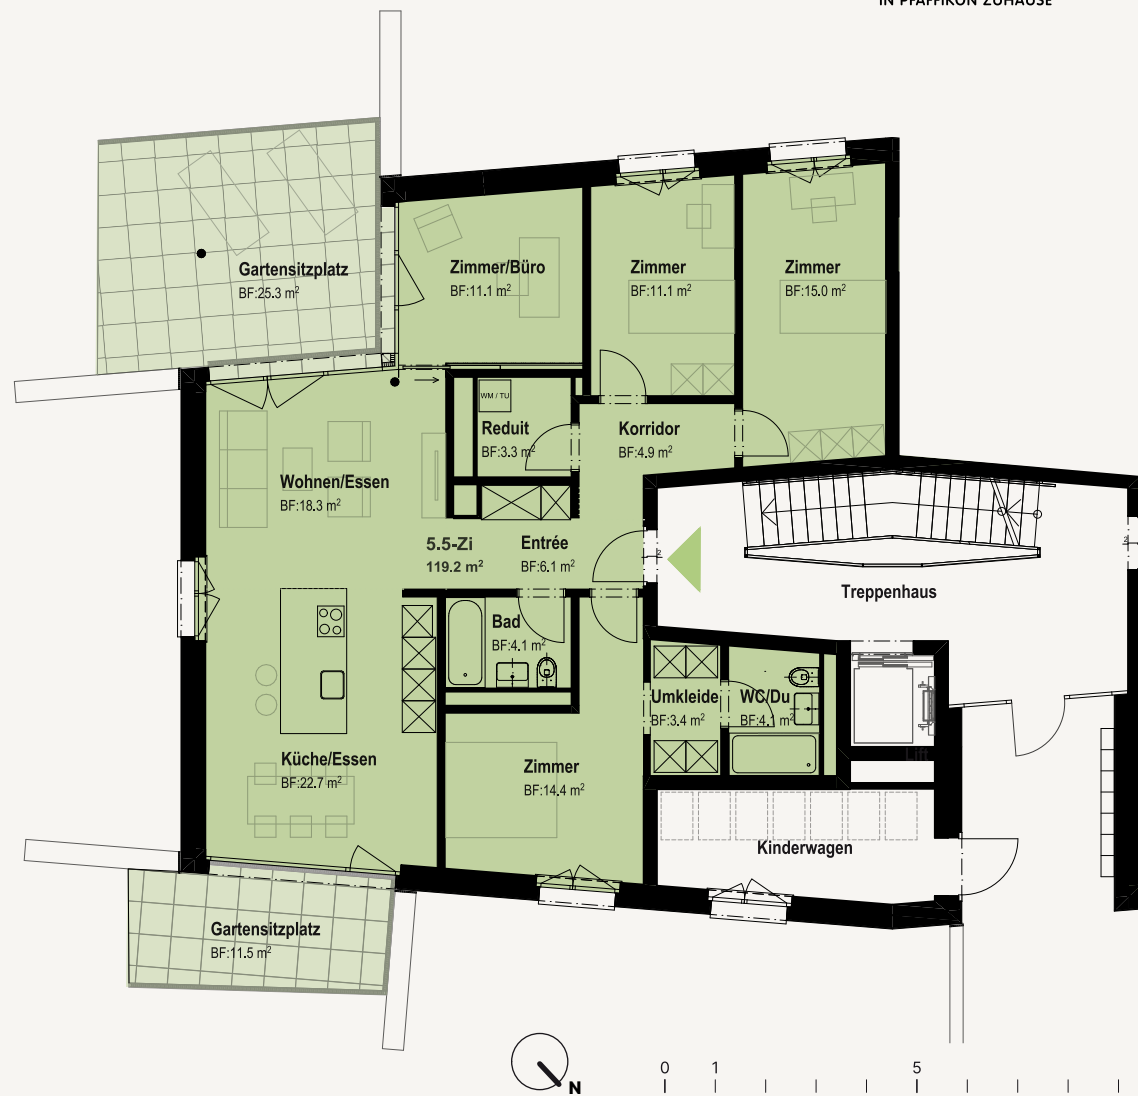 IN PFÄFFIKON ZUHAUSE
Gartensitzplatz
BF:25.3 m²
Zimmer/Büro
BF:11.1 m²
Zimmer
BF:11.1 m²
Zimmer
BF:15.0 m²
WM / TU
Reduit
BF:3.3 m²
Korridor
BF:4.9 m²
Wohnen/Essen
BF:18.3 m²
5.5-Zi
119.2 m²
Entrée
BF:6.1 m²
2
2
Treppenhaus
Bad
BF:4.1 m²
Umkleide
BF:3.4 m²
WC/Du
BF:4.1 m²
Lift
Küche/Essen
BF:22.7 m²
Zimmer
BF:14.4 m²
Kinderwagen
Gartensitzplatz
BF:11.5 m²
N
0 1 5